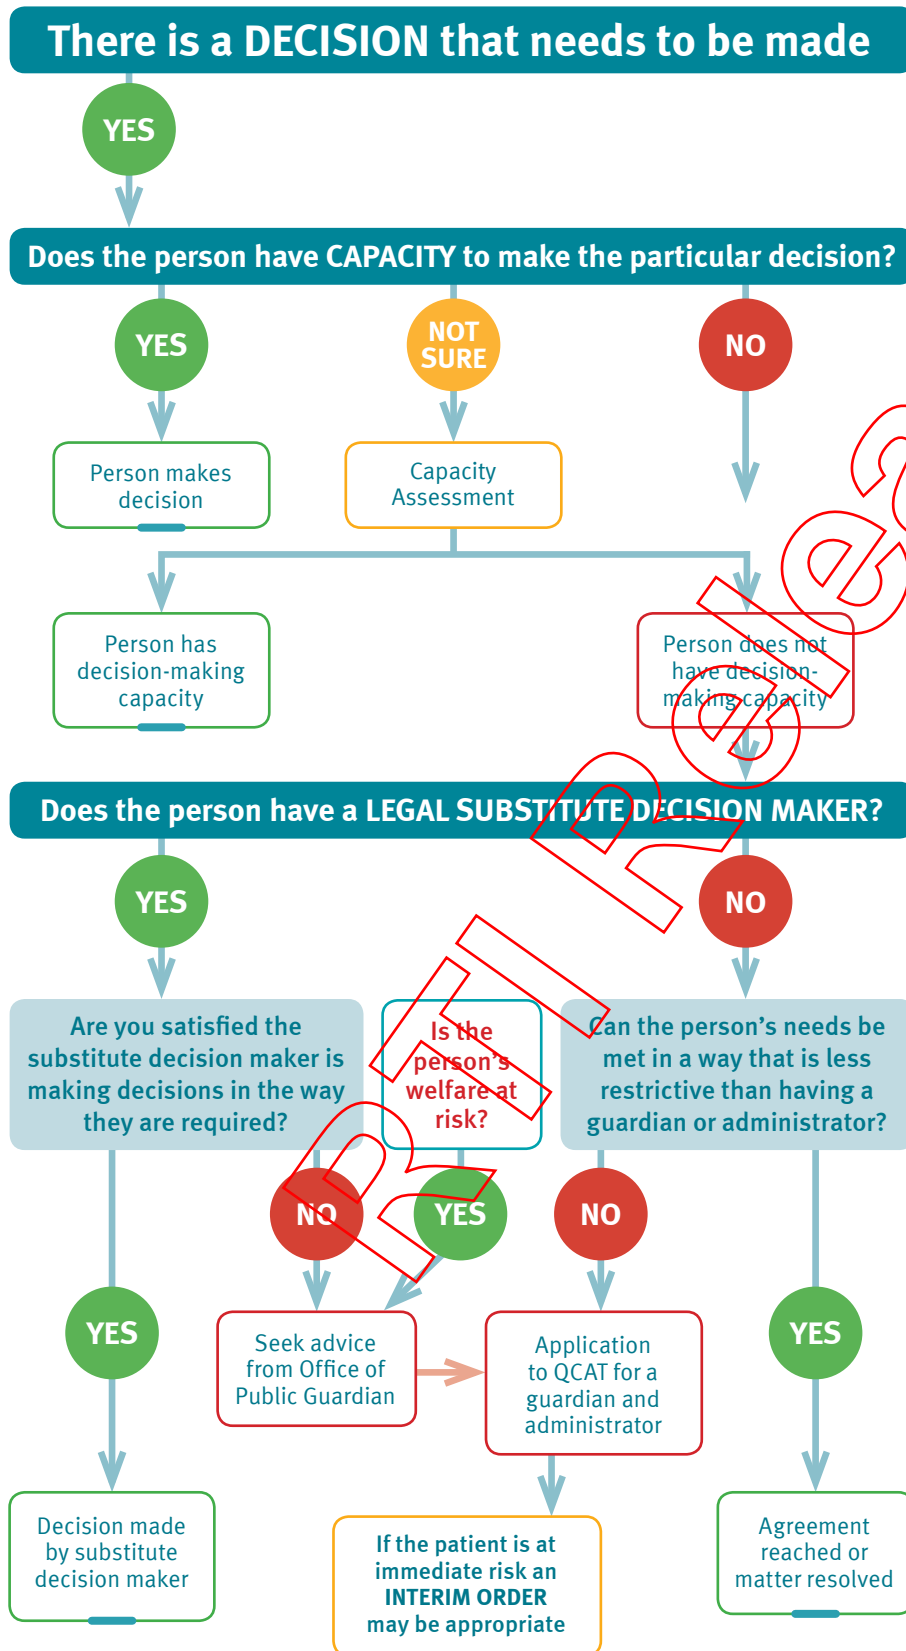 There is a DECISION that needs to be made
YES
Does the person have CAPACITY to make the particular decision?
YES
NOT
SURE
NO
Person makes
decision
Capacity
Assessment
Person has
decision-making
capacity
Person does not
have decision-
making capacity
Does the person have a LEGAL SUBSTITUTE DECISION MAKER?
YES
NO
Are you satisfied the
substitute decision maker is
making decisions in the way
they are required?
Is the
person's
welfare at
risk?
Can the person's needs be
met in a way that is less
restrictive than having a
guardian or administrator?
NO
YES
NO
YES
YES
Seek advice
from Office of
Public Guardian
Application
to QCAT for a
guardian and
administrator
Decision made
by substitute
decision maker
If the patient is at
immediate risk an
INTERIM ORDER
may be appropriate
Agreement
reached or
matter resolved
RTI Releas